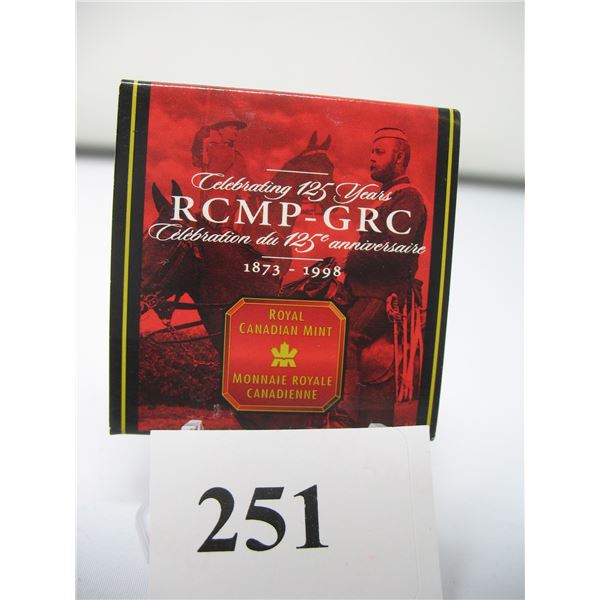 Celebrating 125 Years
RCMP-GRC
Célébration du 125e anniversaire
1873 - 1998
ROYAL
CANADIAN MINT
MONNAIE ROYALE
CANADIENNE
251